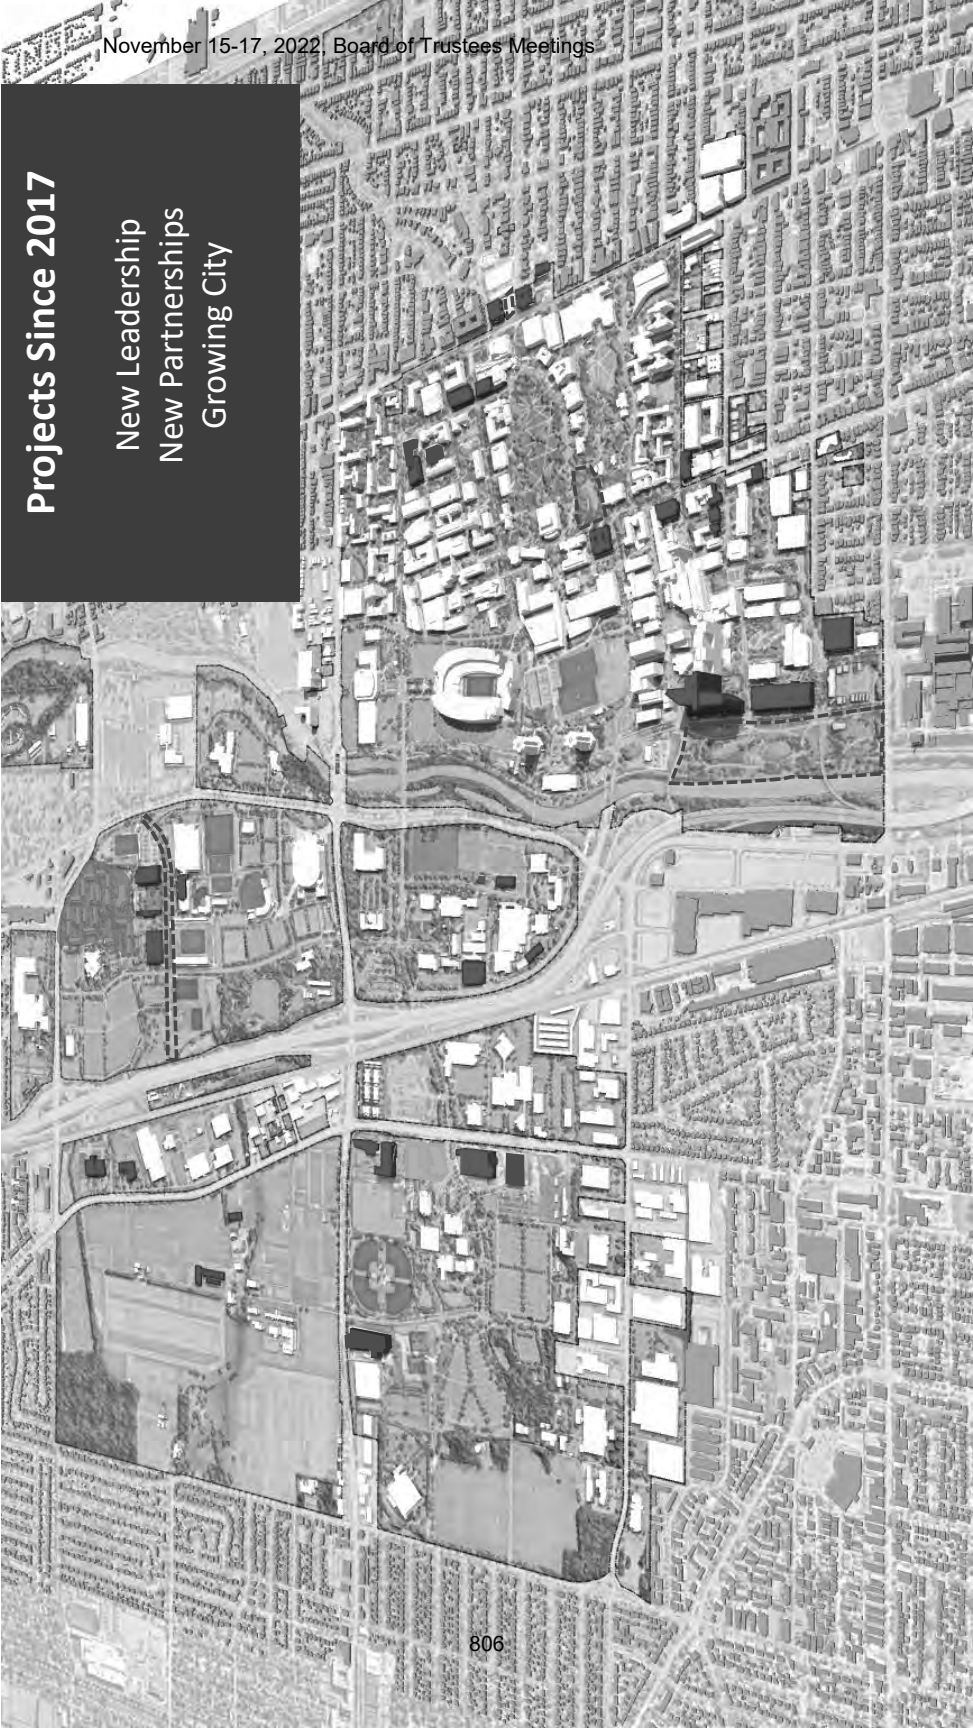 November 15-17, 2022, Board of Trustees Meetings
Projects Since 2017
New Leadership
New Partnerships
Growing City
806